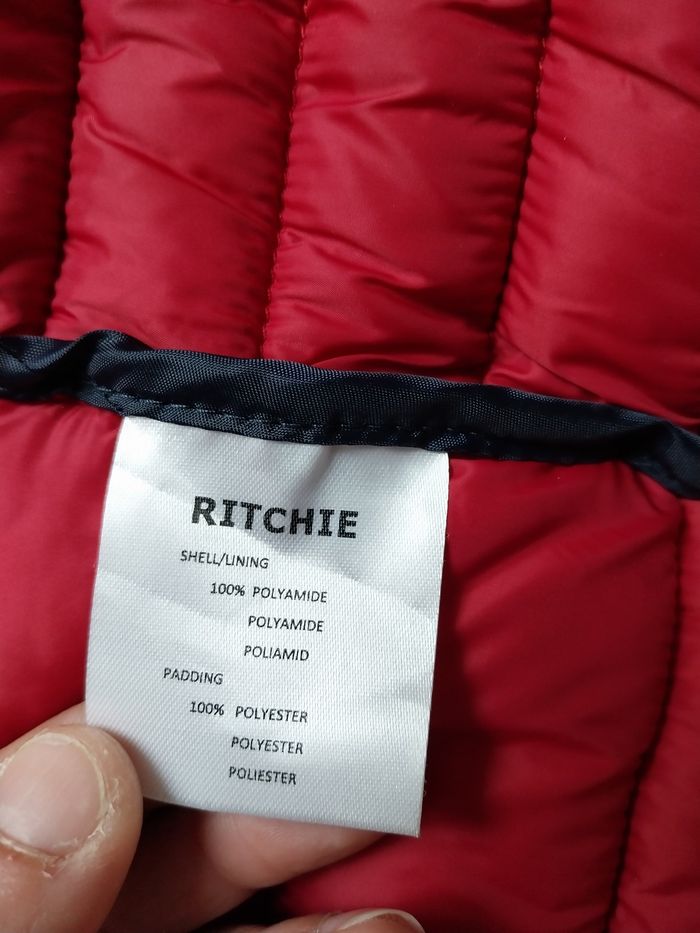 RITCHIE
SHELL/LINING
100% POLYAMIDE
POLYAMIDE
POLIAMID
PADDING
100% POLYESTER
POLYESTER
POLIESTER